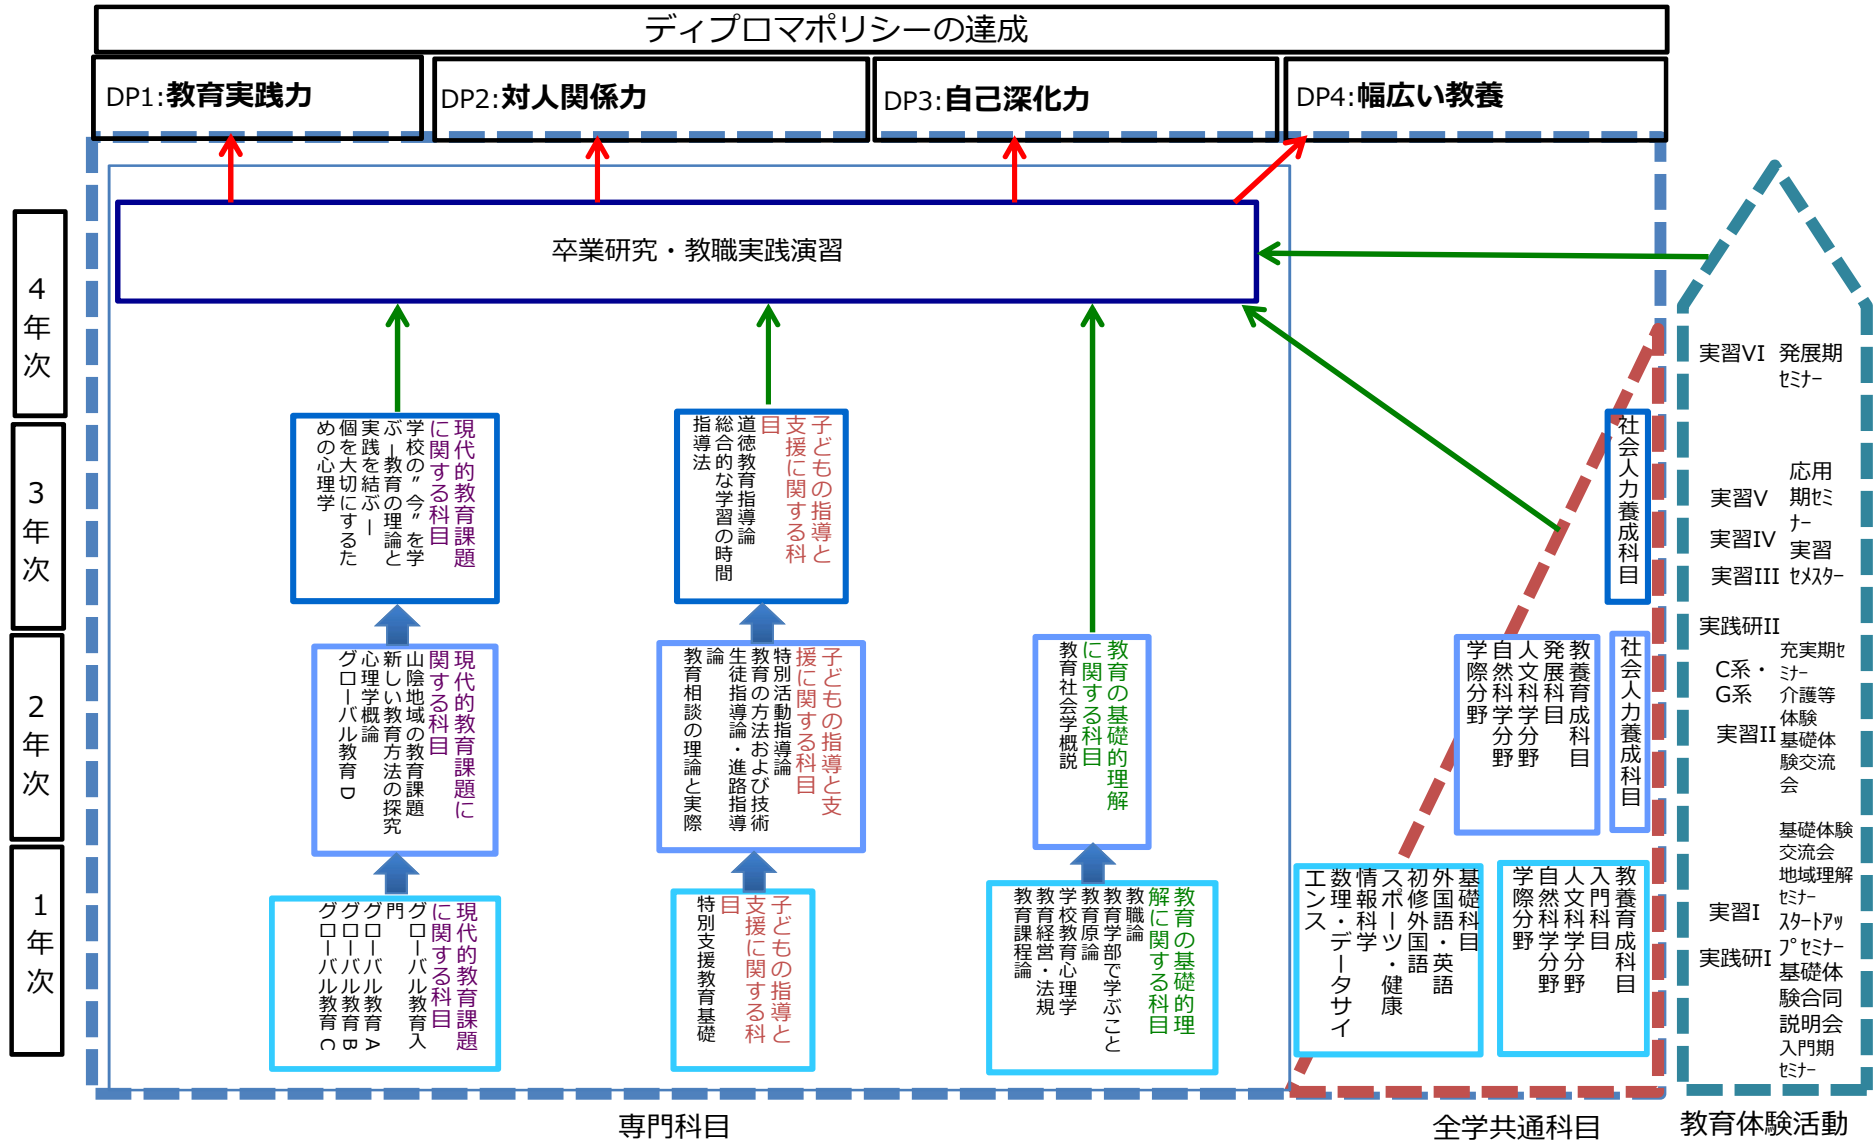 ディプロマポリシーの達成
DP1:教育実践力
DP2:対人関係力
DP3:自己深化力
DP4:幅広い教養
卒業研究・教職実践演習
4年次
現代的教育課題
に関する科目
学校の〃今〃を学
ぶー教育の理論と
実践を結ぶー
個を大切にするた
めの心理学
子どもの指導と
支援に関する科
目
道徳教育指導論
総合的な学習の時間
指導法
社会人力養成科目
3年次
現代的教育課題に
関する科目
山陰地域の教育課題
新しい教育方法の探究
心理学概論
グローバル教育D
子どもの指導と支
援に関する科目
特別活動指導論
教育の方法および技術
生徒指導論・進路指導
論
教育相談の理論と実際
教育の基礎的理解
に関する科目
教育社会学概説
教養育成科目
発展科目
人文科学分野
自然科学分野
学際分野
社会人力養成科目
2年次
現代的教育課題
に関する科目
グローバル教育入
門
グローバル教育A
グローバル教育B
グローバル教育C
子どもの指導と
支援に関する科
目
特別支援教育基礎
教育の基礎的理
解に関する科目
教職論
教育学部で学ぶこと
教育原論
学校教育心理学
教育経営・法規
教育課程論
基礎科目
外国語・英語
初修外国語
スポーツ・健康
情報科学
数理・データサイ
エンス
教養育成科目
入門科目
人文科学分野
自然科学分野
学際分野
1年次
実習VI
発展期
ｾﾐﾅｰ
実習V
実習IV
実習III
応用
期ｾﾐ
ﾅｰ
実習
ｾﾒｽﾀｰ
実践研II
C系・
G系
実習II
充実期ｾ
ﾐﾅｰ
介護等
体験
基礎体
験交流
会
実習I
実践研I
基礎体験
交流会
地域理解
ｾﾐﾅｰ
ｽﾀｰﾄｱｯ
ﾌﾟｾﾐﾅｰ
基礎体
験合同
説明会
入門期
ｾﾐﾅｰ
専門科目
全学共通科目
教育体験活動